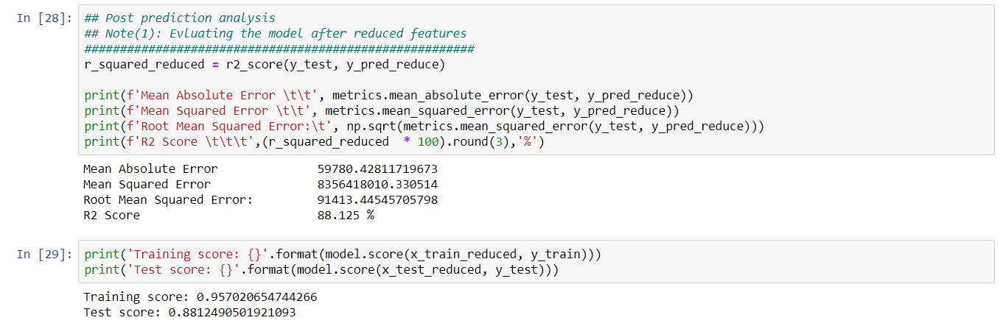 In [28]: ## Post prediction analysis
## Note(1): Evluating the model after reduced features
#######################################################
r_squared_reduced = r2_score(y_test, y_pred_reduce)
print(f'Mean Absolute Error \t\t', metrics.mean_absolute_error(y_test, y_pred_reduce))
print(f'Mean Squared Error \t\t', metrics.mean_squared_error(y_test, y_pred_reduce))
print(f'Root Mean Squared Error:\t', np.sqrt(metrics.mean_squared_error(y_test, y_pred_reduce)))
print(f'R2 Score \t\t\t',(r_squared_reduced  * 100).round(3),'%')
Mean Absolute Error 59780.42811719673
Mean Squared Error 8356418010.330514
Root Mean Squared Error: 91413.44545705798
R2 Score 88.125 %
In [29]: print('Training score: {}'.format(model.score(x_train_reduced, y_train)))
print('Test score: {}'.format(model.score(x_test_reduced, y_test)))
Training score: 0.957020654744266
Test score: 0.8812490501921093